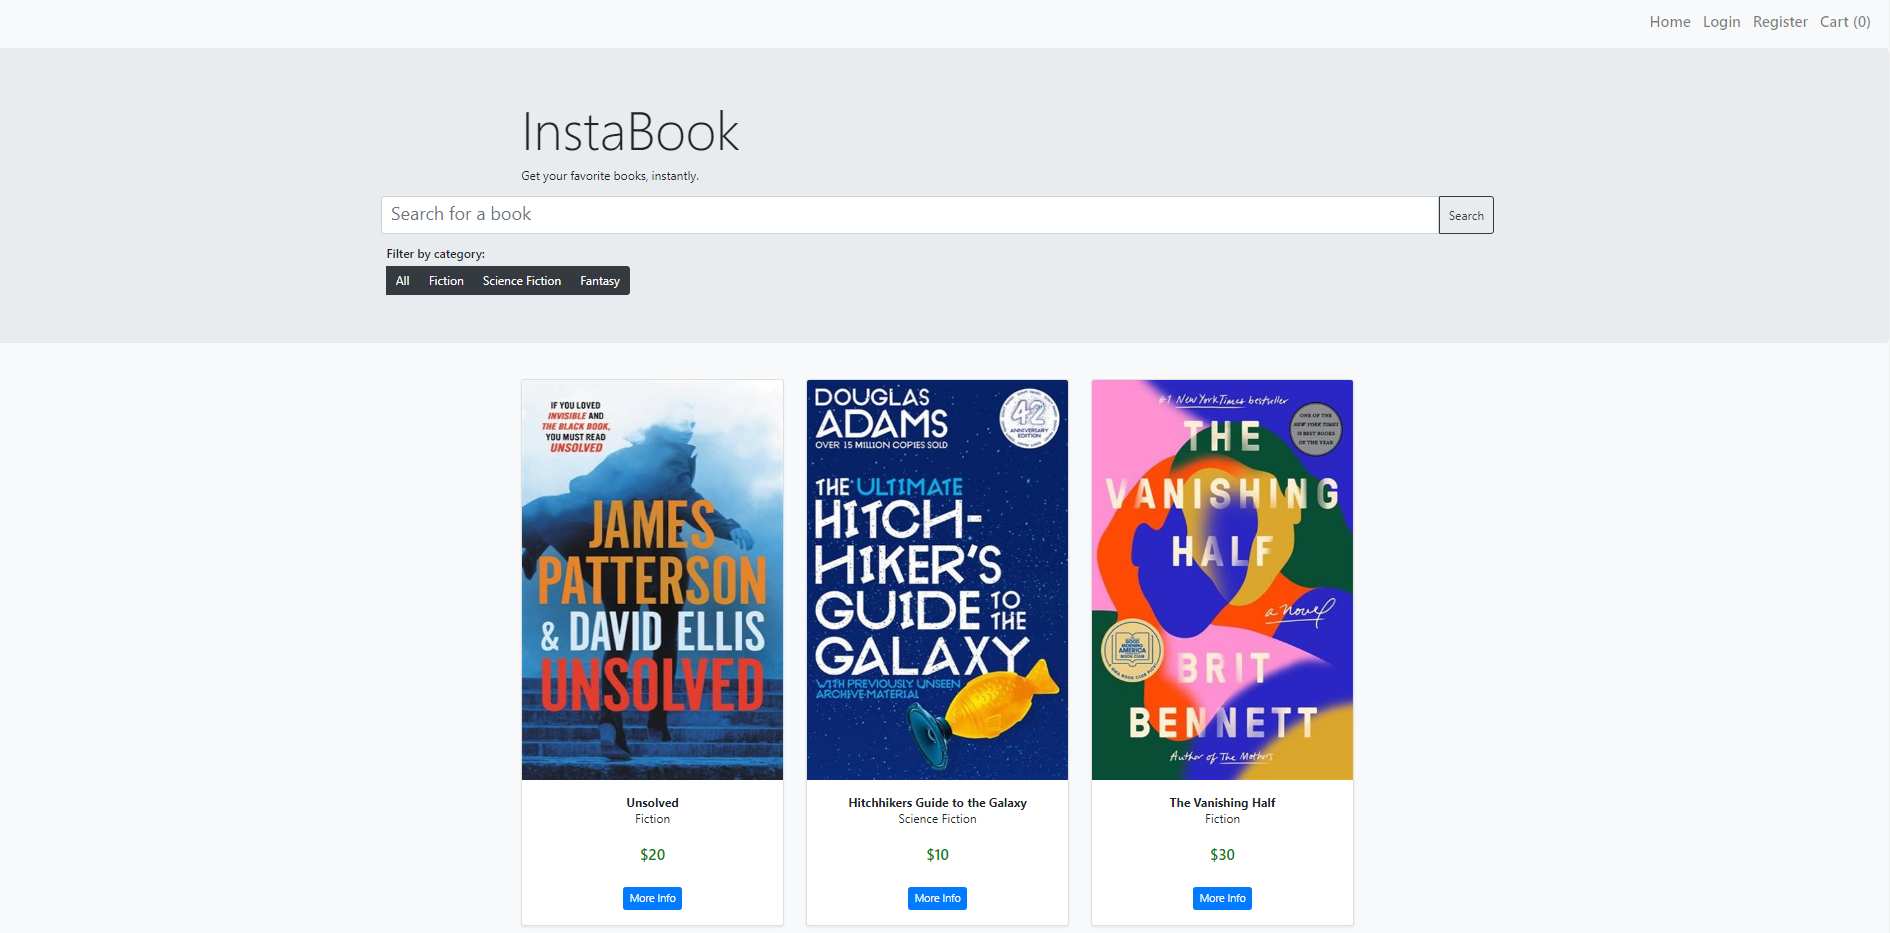 Home Login Register Cart (0)
InstaBook
Get your favorite books, instantly.
Search for a book
Search
Filter by category:
All Fiction Science Fiction Fantasy
IF YOU LOVED
INVISIBLE AND
THE BLACK BOOK,
YOU MUST READ
UNSOLVED
JAMES
PATTERSON
& DAVID ELLIS
UNSOLVED
Unsolved
Fiction
$20
More Info
DOUGLAS
ADAMS
OVER 15 MILLION COPIES SOLD
42
ANNIVERSARY
EDITION
THE ULTIMATE
HITCH-
HIKER'S
GUIDE TO THE
GALAXY
WITH PREVIOUSLY UNSEEN
ARCHIVE MATERIAL
Hitchhikers Guide to the Galaxy
Science Fiction
$10
More Info
#1 New York Times bestseller
ONE OF THE
NEW YORK TIMES
10 BEST BOOKS
OF THE YEAR
THE
VANISHING
HALF
a novel
GOOD
MORNING
AMERICA
BOOK CLUB
BRIT
BENNETT
Author of The Mothers
The Vanishing Half
Fiction
$30
More Info